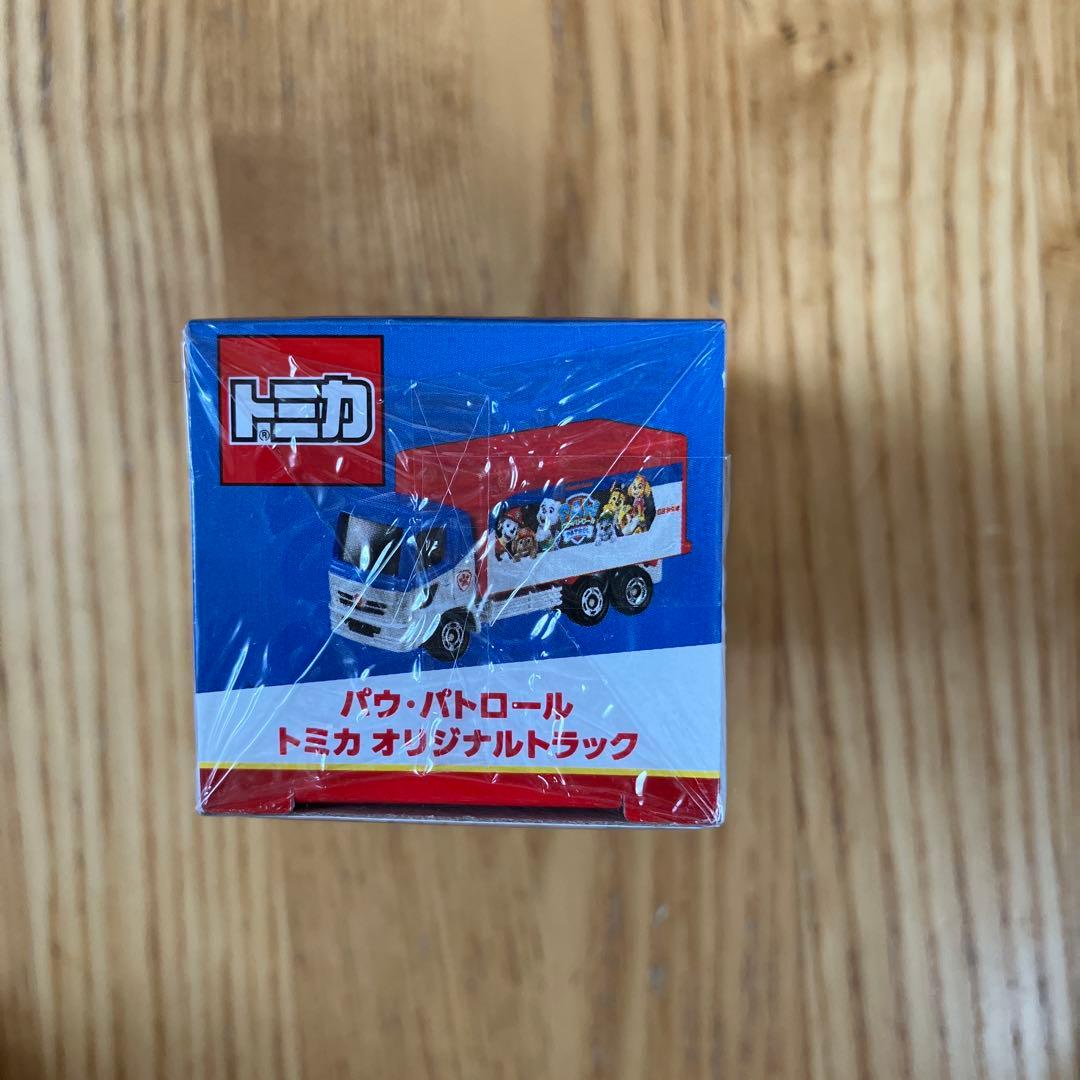 トミカ
®
パウ・パトロール
トミカ オリジナルトラック